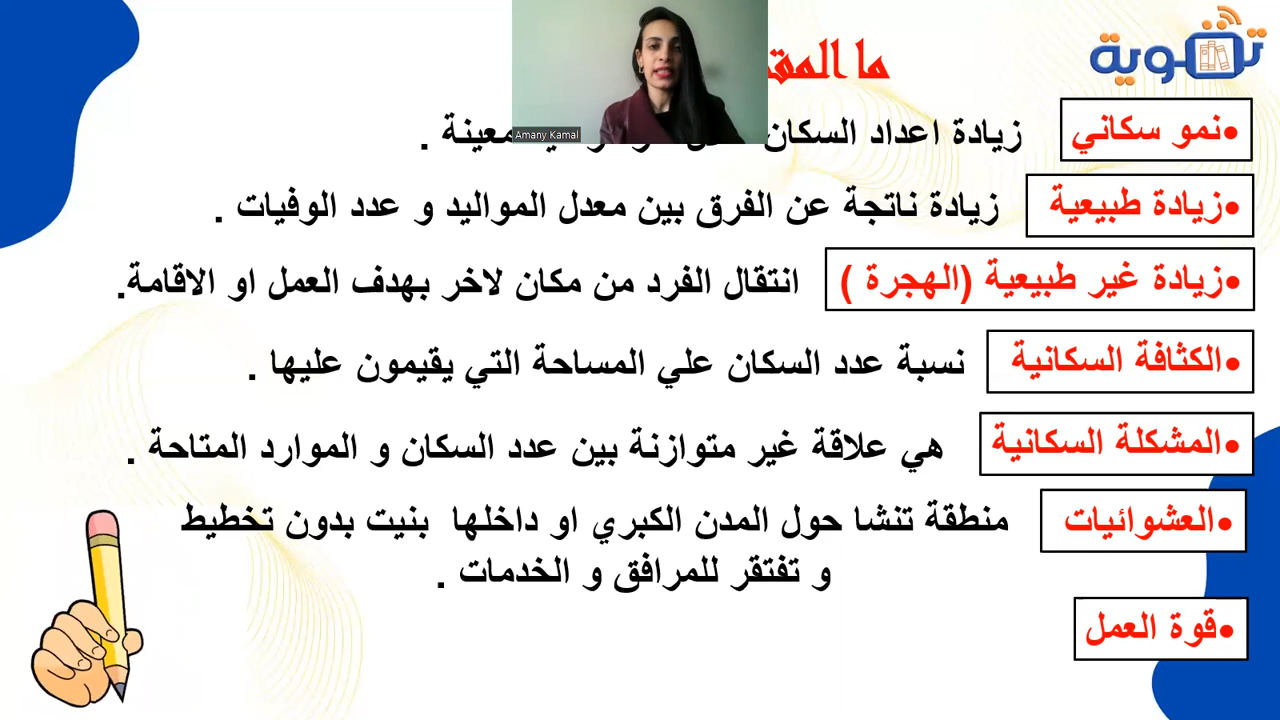 تقوية
ما المق
Amany Kamal
•نمو سكاني
زيادة اعداد السكان معينة .
•زيادة طبيعية
زيادة ناتجة عن الفرق بين معدل المواليد و عدد الوفيات .
•زيادة غير طبيعية (الهجرة )
انتقال الفرد من مكان لاخر بهدف العمل او الاقامة.
•الكثافة السكانية
نسبة عدد السكان علي المساحة التي يقيمون عليها .
•المشكلة السكانية
هي علاقة غير متوازنة بين عدد السكان و الموارد المتاحة .
•العشوائيات
منطقة تنشا حول المدن الكبري او داخلها بنيت بدون تخطيط
و تفتقر للمرافق و الخدمات .
•قوة العمل